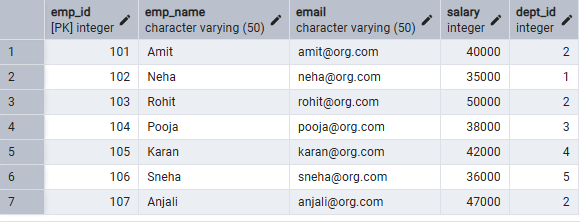 emp_id emp_name email salary dept_id
[PK] integer character varying (50) character varying (50) integer integer
1 101 Amit amit@org.com 40000 2
2 102 Neha neha@org.com 35000 1
3 103 Rohit rohit@org.com 50000 2
4 104 Pooja pooja@org.com 38000 3
5 105 Karan karan@org.com 42000 4
6 106 Sneha sneha@org.com 36000 5
7 107 Anjali anjali@org.com 47000 2